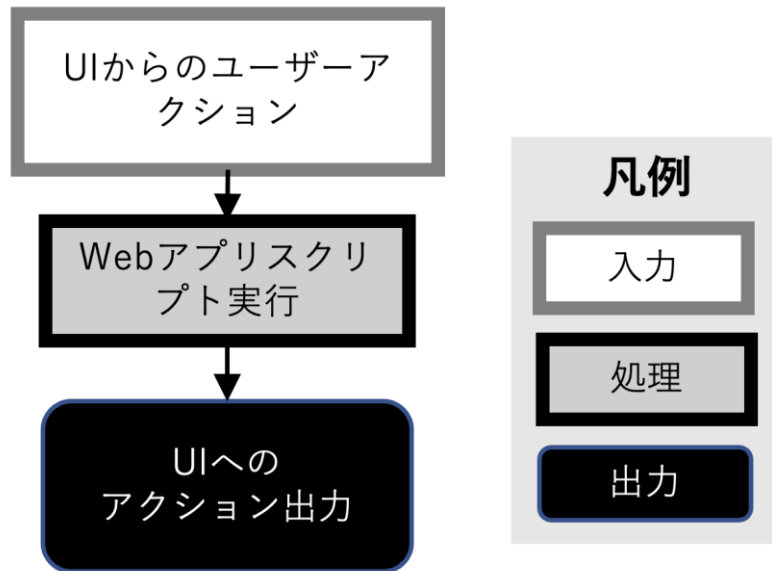 UIからのユーザーア
クション
Webアプリスクリ
プト実行
UIへの
アクション出力
凡例
入力
処理
出力